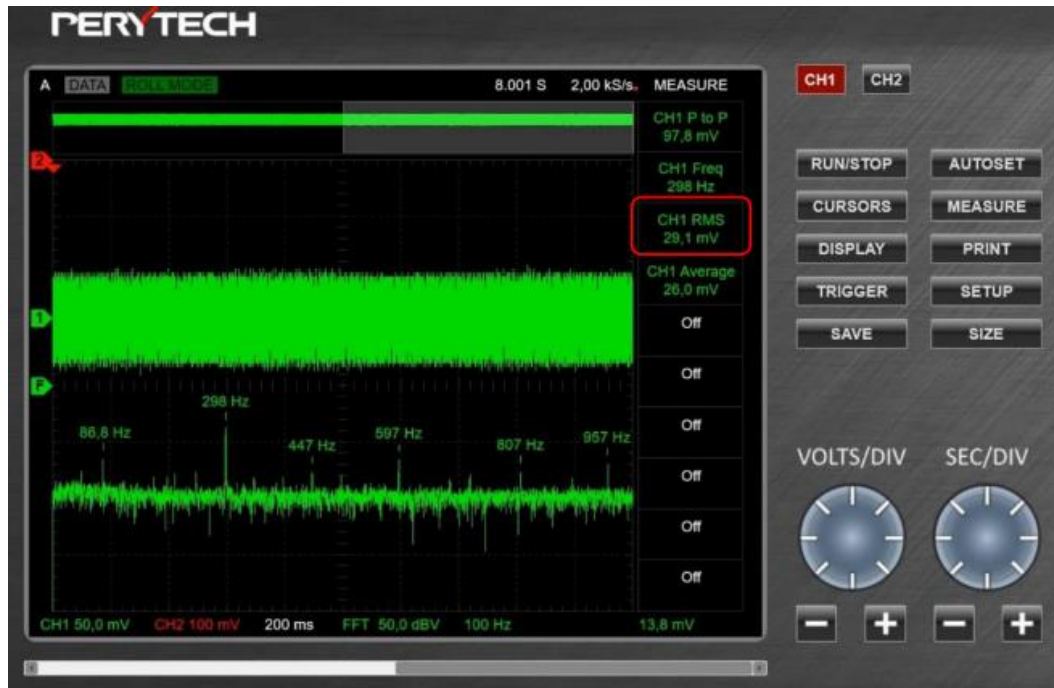 PERYTECH
A DATA ROLL MODE 8.001 S 2,00 kS/s MEASURE
CH1 P to P
97,8 mV
CH1 Freq
298 Hz
CH1 RMS
29,1 mV
CH1 Average
26,0 mV
Off
Off
Off
Off
Off
Off
2
1
F
86,8 Hz
298 Hz
447 Hz
597 Hz
807 Hz
957 Hz
CH1 50,0 mV CH2 100 mV 200 ms FFT 50,0 dBV 100 Hz 13,8 mV
CH1 CH2
RUN/STOP AUTOSET
CURSORS MEASURE
DISPLAY PRINT
TRIGGER SETUP
SAVE SIZE
VOLTS/DIV SEC/DIV
- + - +